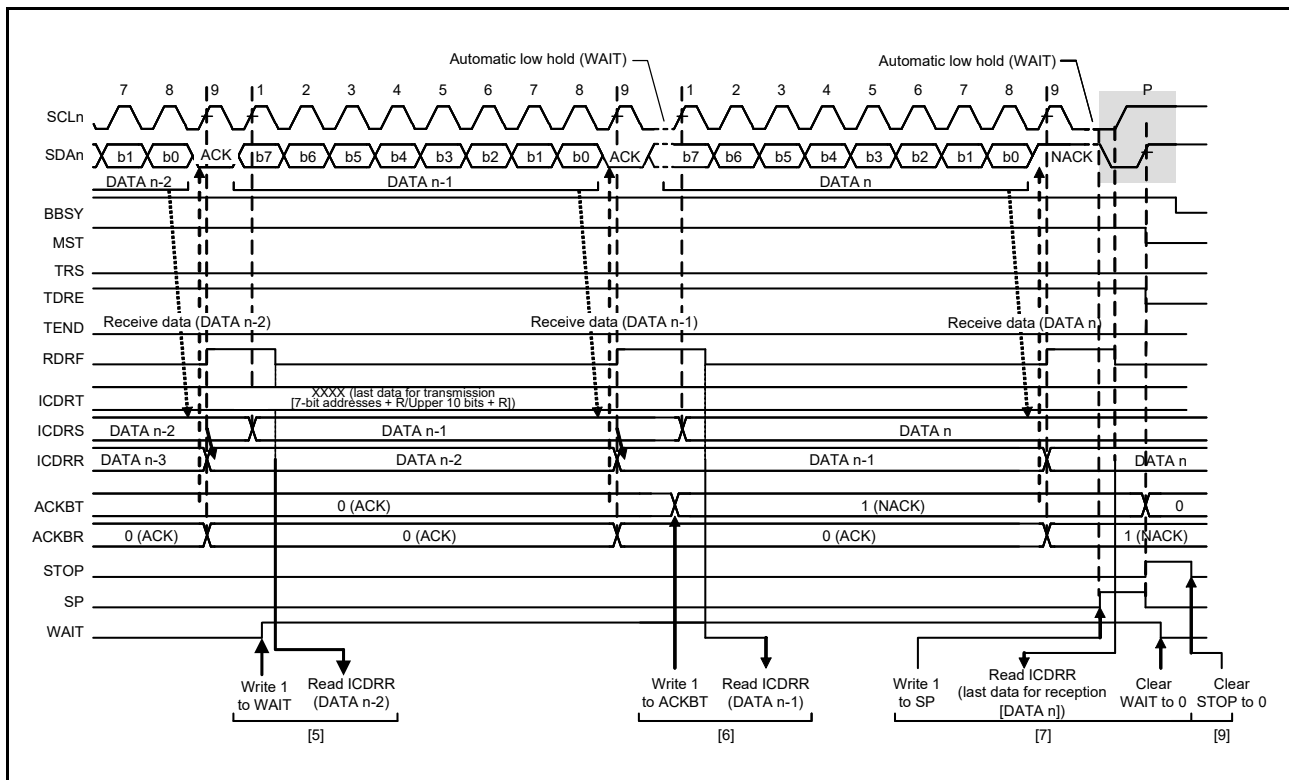 Automatic low hold (WAIT)
Automatic low hold (WAIT)
7 8 9 1 2 3 4 5 6 7 8 9 1 2 3 4 5 6 7 8 9 P
SCLn
SDAn b1 b0 ACK b7 b6 b5 b4 b3 b2 b1 b0 ACK b7 b6 b5 b4 b3 b2 b1 b0 NACK
DATA n-2 DATA n-1 DATA n
BBSY
MST
TRS
TDRE
Receive data (DATA n-2) Receive data (DATA n-1) Receive data (DATA n)
TEND
RDRF
XXXX (last data for transmission
ICDRT
[7-bit addresses + R/Upper 10 bits + R])
ICDRS DATA n-2 DATA n-1 DATA n
ICDRR DATA n-3 DATA n-2 DATA n-1 DATA n
ACKBT 0 (ACK) 1 (NACK) 0
ACKBR 0 (ACK) 0 (ACK) 0 (ACK) 1 (NACK)
STOP
SP
WAIT
Write 1
to WAIT
Read ICDRR
(DATA n-2)
Write 1
to ACKBT
Read ICDRR
(DATA n-1)
Write 1
to SP
Read ICDRR
(last data for reception
[DATA n])
Clear
WAIT to 0
Clear
STOP to 0
[5] [6] [7] [9]